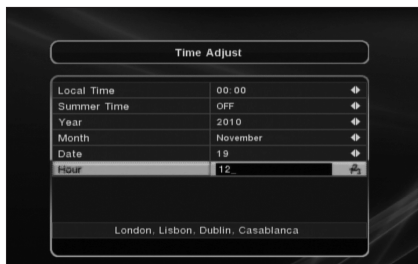 Time Adjust
Local Time 00:00
Summer Time OFF
Year 2010
Month November
Date 19
Hour 12_
London, Lisbon, Dublin, Casablanca